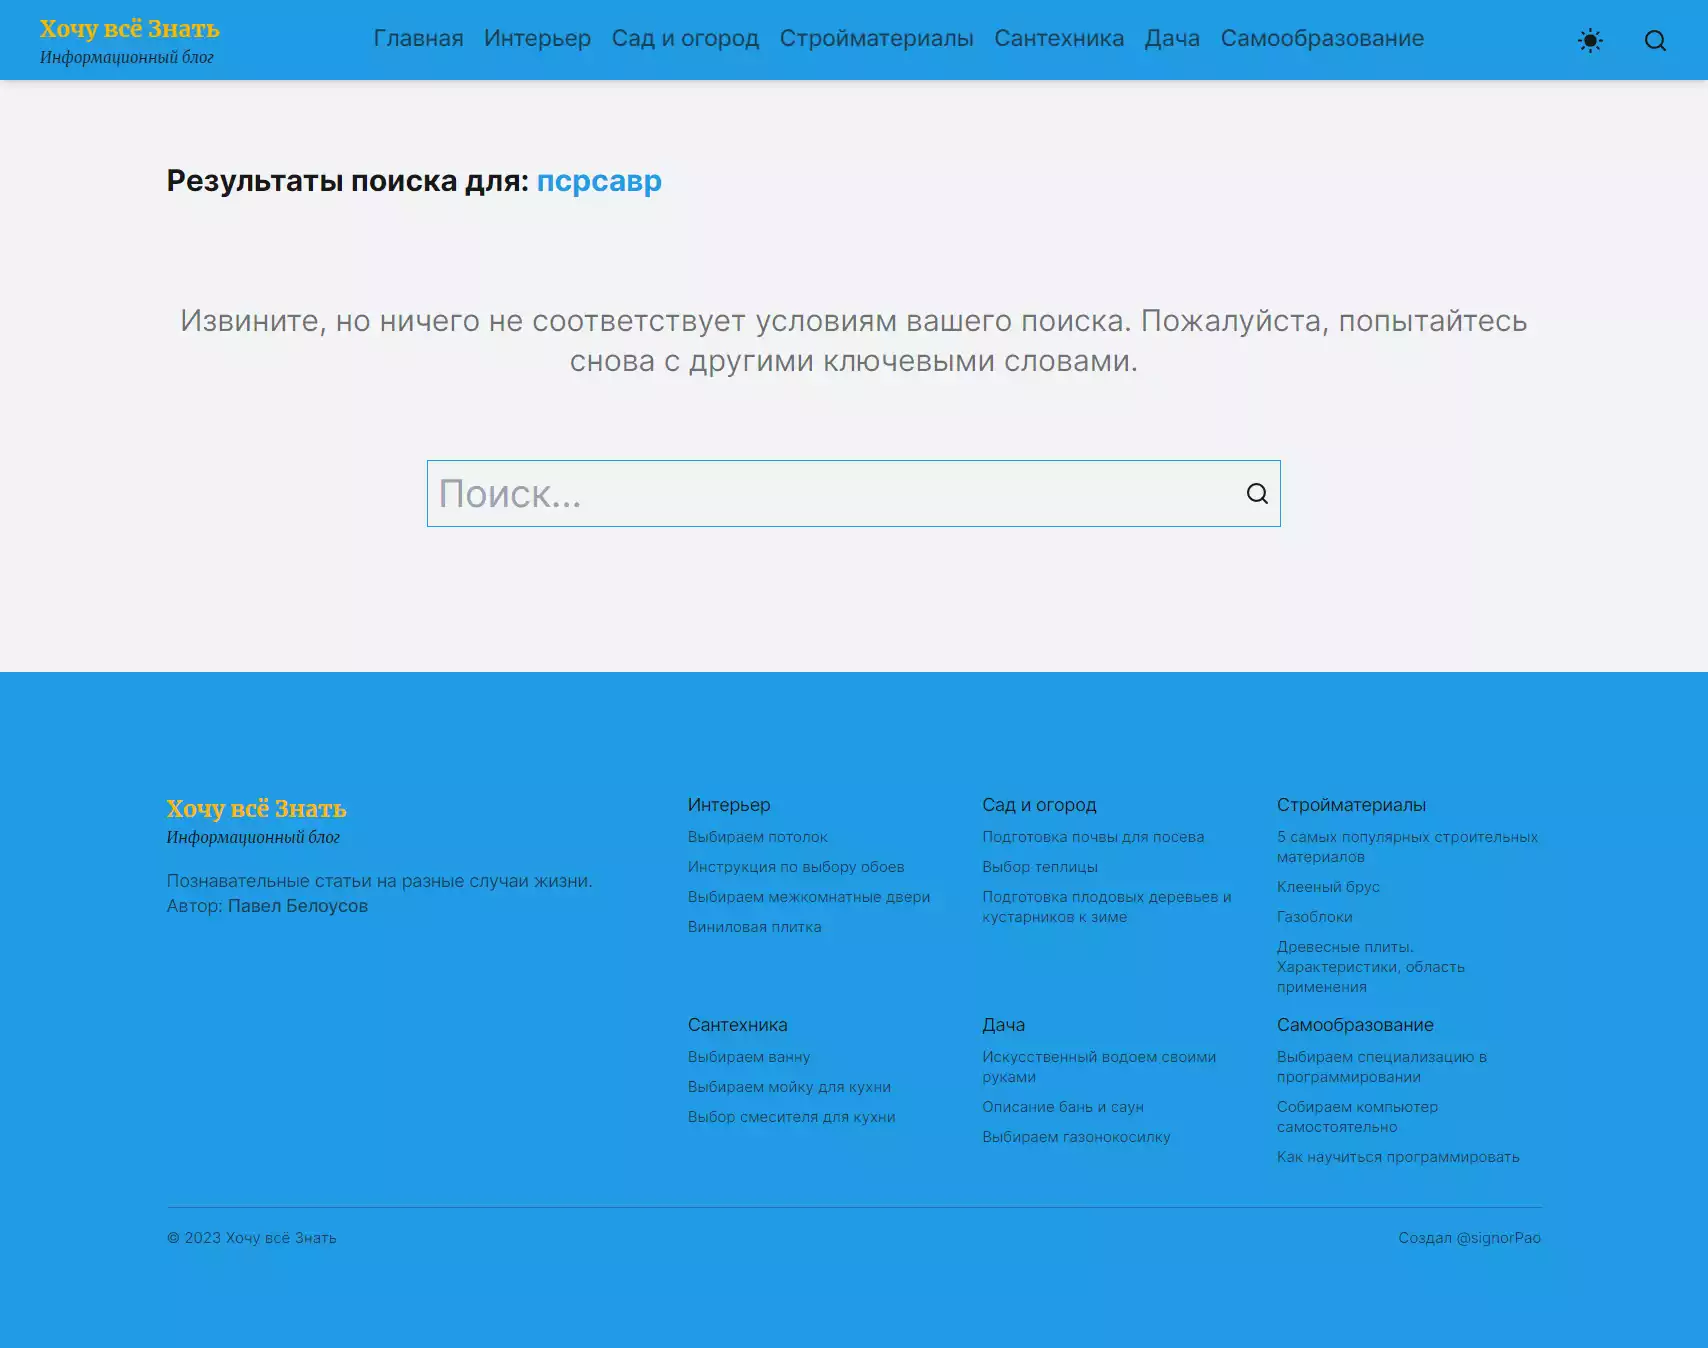 Хочу всё Знать
Информационный блог
Главная Интерьер Сад и огород Стройматериалы Сантехника Дача Самообразование
Результаты поиска для: псрсавр
Извините, но ничего не соответствует условиям вашего поиска. Пожалуйста, попытайтесь
снова с другими ключевыми словами.
Поиск...
Хочу всё Знать
Информационный блог
Познавательные статьи на разные случаи жизни.
Автор: Павел Белоусов
Интерьер
Выбираем потолок
Инструкция по выбору обоев
Выбираем межкомнатные двери
Виниловая плитка
Сад и огород
Подготовка почвы для посева
Выбор теплицы
Подготовка плодовых деревьев и
кустарников к зиме
Стройматериалы
5 самых популярных строительных
материалов
Клееный брус
Газоблоки
Древесные плиты.
Характеристики, область
применения
Сантехника
Выбираем ванну
Выбираем мойку для кухни
Выбор смесителя для кухни
Дача
Искусственный водоем своими
руками
Описание бань и саун
Выбираем газонокосилку
Самообразование
Выбираем специализацию в
программировании
Собираем компьютер
самостоятельно
Как научиться программировать
© 2023 Хочу всё Знать
Создал @signorPao